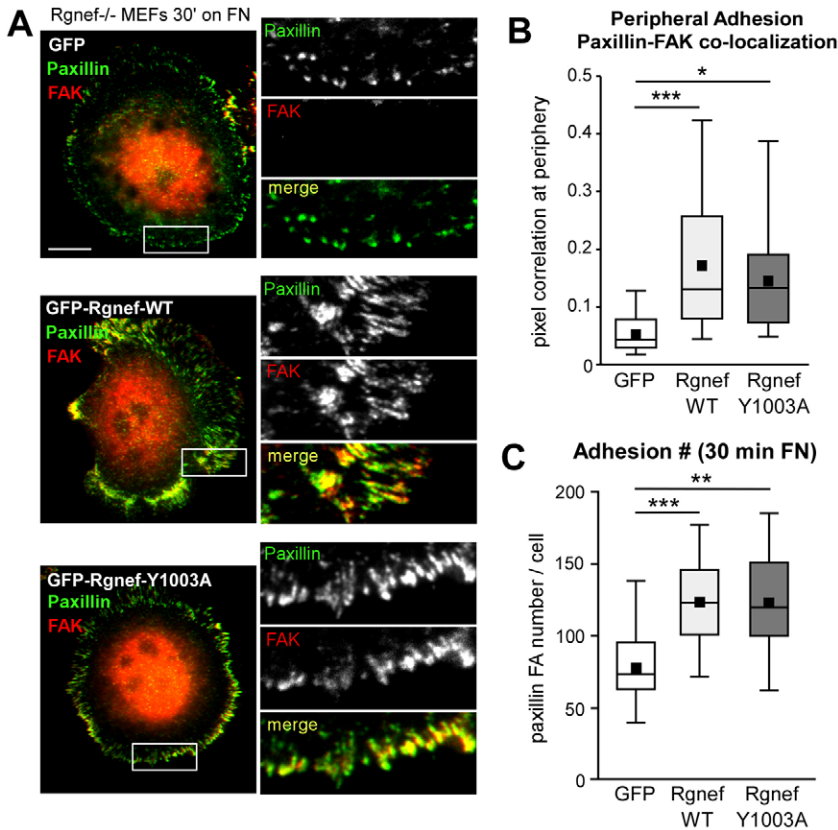 A
Rgnef-/- MEFs 30' on FN
GFP
Paxillin
FAK
Paxillin
FAK
merge
GFP-Rgnef-WT
Paxillin
FAK
Paxillin
FAK
merge
GFP-Rgnef-Y1003A
Paxillin
FAK
Paxillin
FAK
merge
B
Peripheral Adhesion
Paxillin-FAK co-localization
pixel correlation at periphery
0.5
0.4
0.3
0.2
0.1
0
*
***
GFP
Rgnef
WT
Rgnef
Y1003A
C
Adhesion # (30 min FN)
paxillin FA number / cell
200
150
100
50
0
**
***
GFP
Rgnef
WT
Rgnef
Y1003A